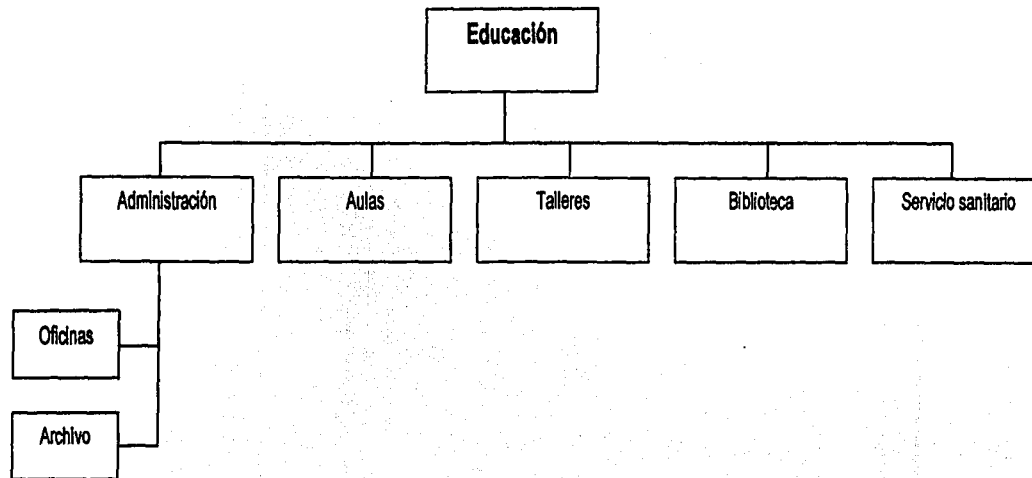 Educación
Administración
Aulas
Talleres
Biblioteca
Servicio sanitario
Oficinas
Archivo